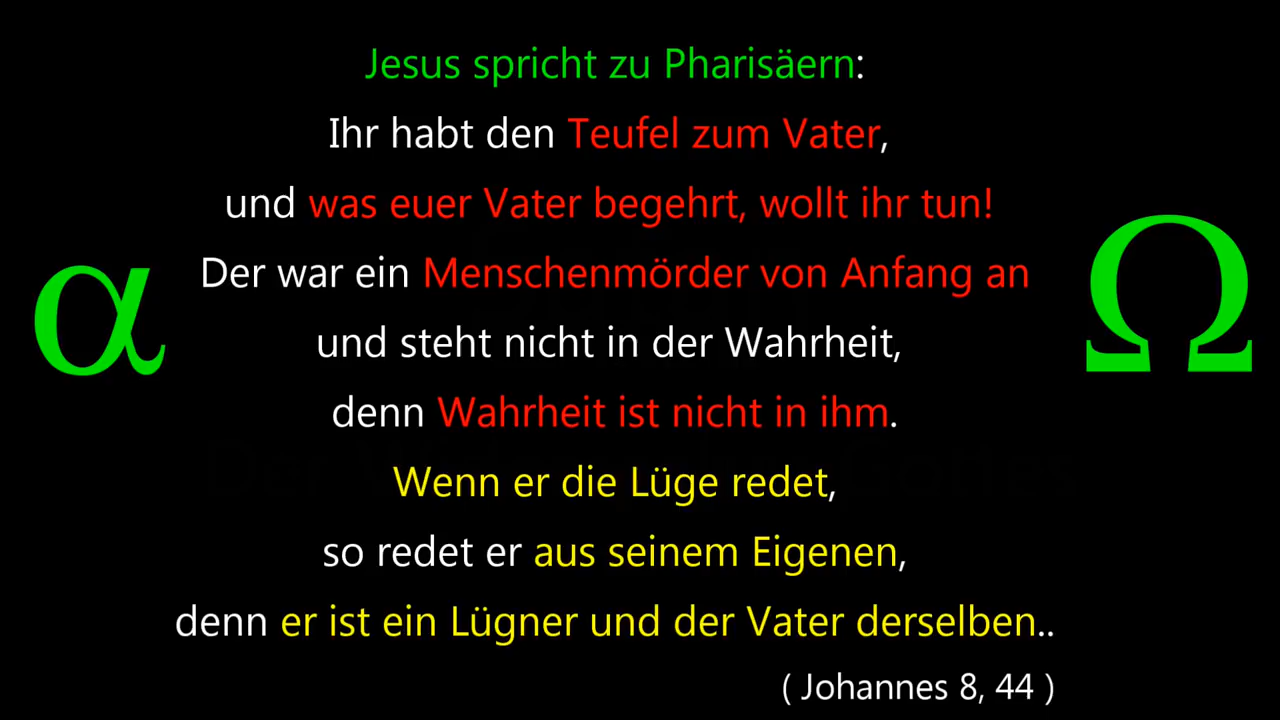 Jesus spricht zu Pharisäern:
Ihr habt den Teufel zum Vater,
und was euer Vater begehrt, wollt ihr tun!
Der war ein Menschenmörder von Anfang an
und steht nicht in der Wahrheit,
denn Wahrheit ist nicht in ihm.
Wenn er die Lüge redet,
so redet er aus seinem Eigenen,
denn er ist ein Lügner und der Vater derselben..
( Johannes 8, 44 )
α
Ω